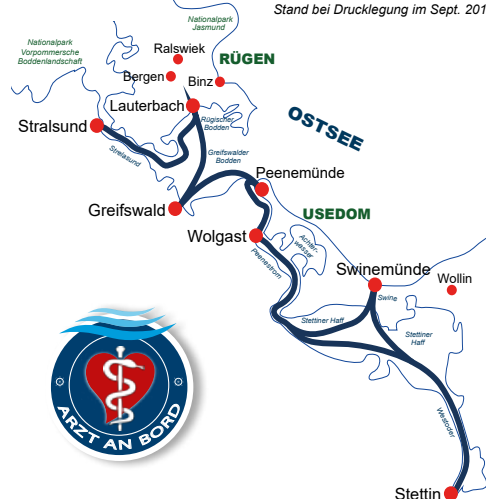 Stand bei Drucklegung im Sept. 201
Nationalpark
Jasmund
Nationalpark
Vorpommersche
Boddenlandschaft
Ralswiek
RÜGEN
Bergen
Binz
Lauterbach
Rügischer
Bodden
Stralsund
OSTSEE
Strelasund
Greifswalder
Bodden
Peenemünde
Greifswald
USEDOM
Wolgast
Achter-
wasser
Peenestrom
Swinemünde
Wollin
Swine
Stettiner Haff
Stettiner
Haff
ARZT AN BORD
Westoder
Stettin